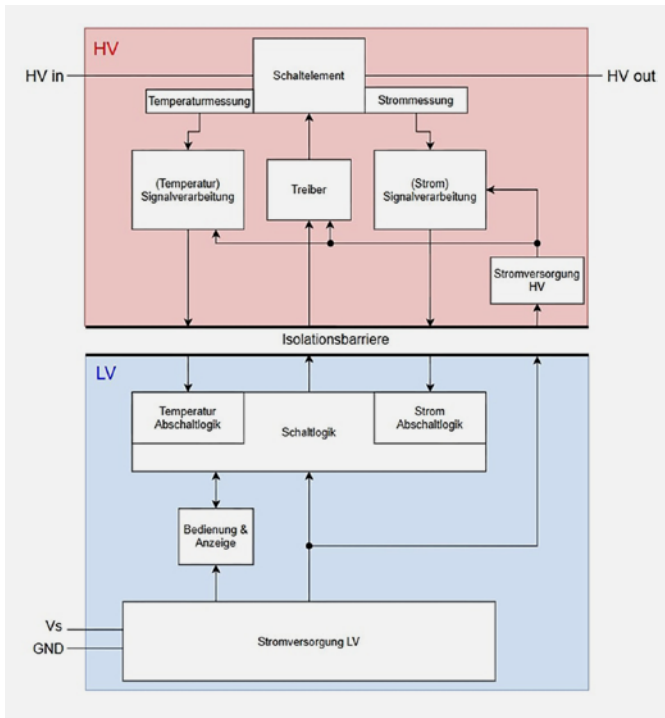 HV
HV in
Schaltelement
HV out
Temperaturmessung
Strommessung
(Temperatur)
Signalverarbeitung
Treiber
(Strom)
Signalverarbeitung
Stromversorgung
HV
Isolationsbarriere
LV
Temperatur
Abschaltlogik
Schaltlogik
Strom
Abschaltlogik
Bedienung &
Anzeige
Vs
GND
Stromversorgung LV